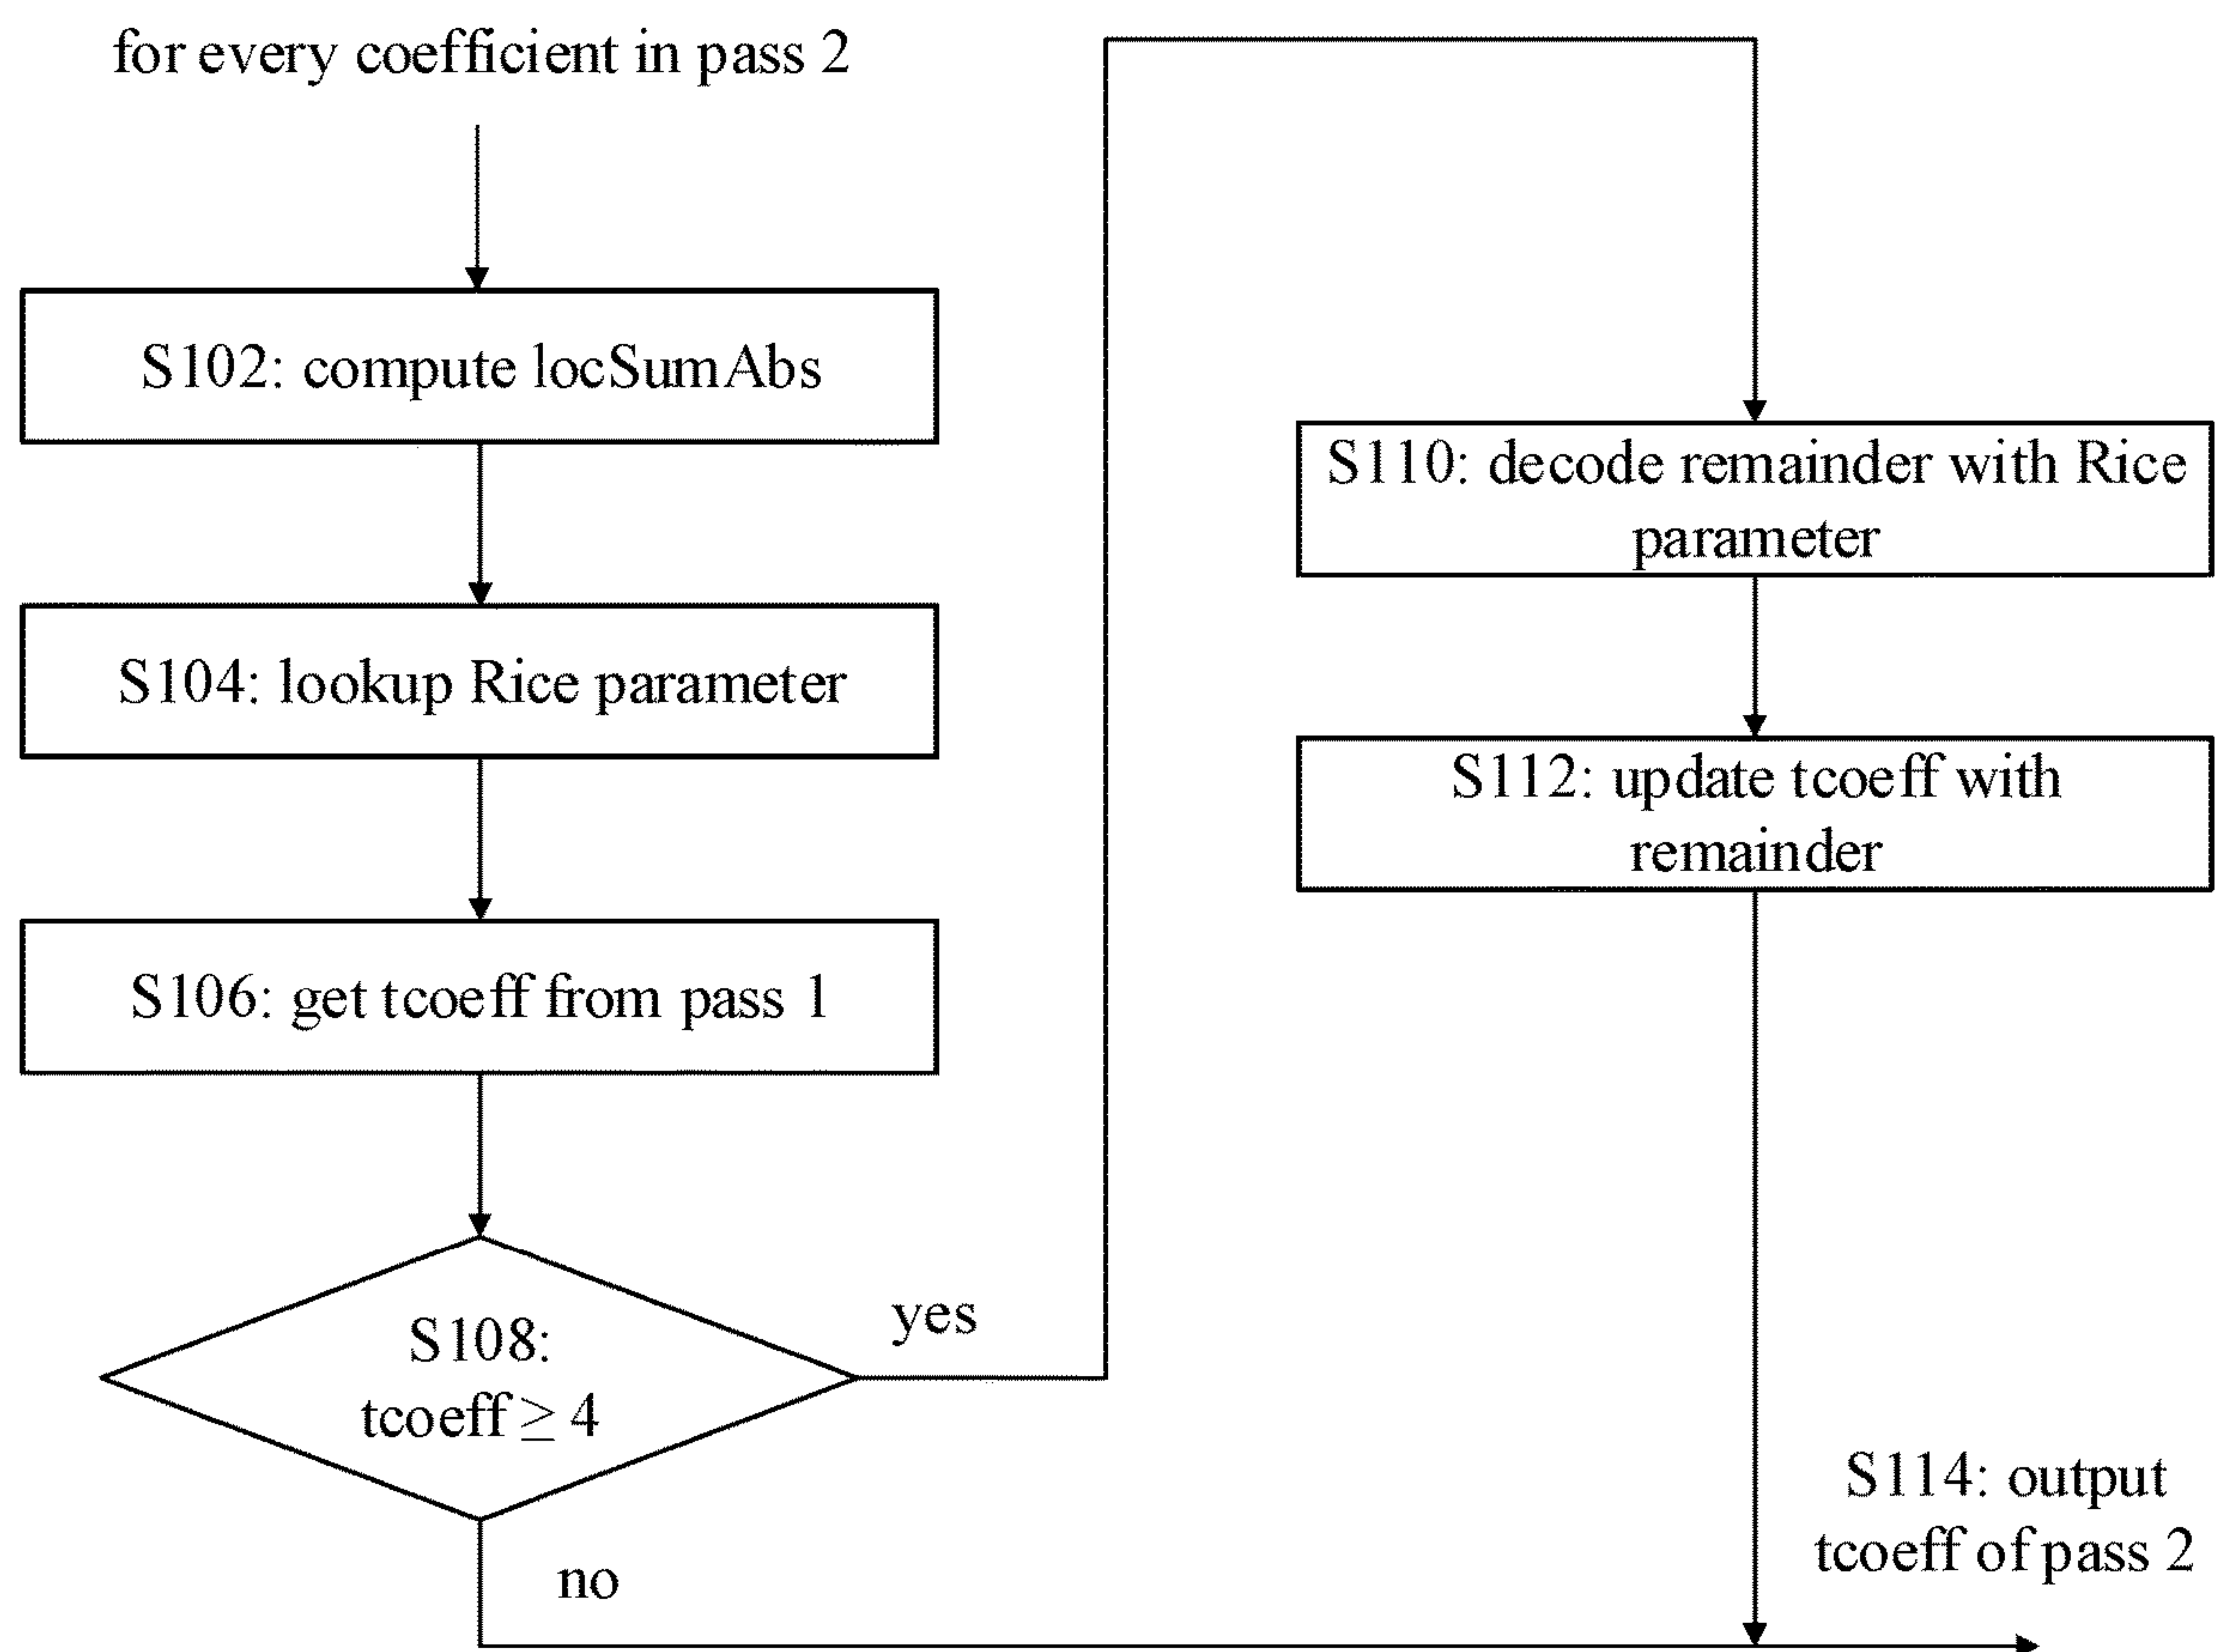 for every coefficient in pass 2
S102: compute locSumAbs
S104: lookup Rice parameter
S106: get tcoeff from pass 1
S108:
tcoeff ≥ 4
yes
no
S110: decode remainder with Rice
parameter
S112: update tcoeff with
remainder
S114: output
tcoeff of pass 2